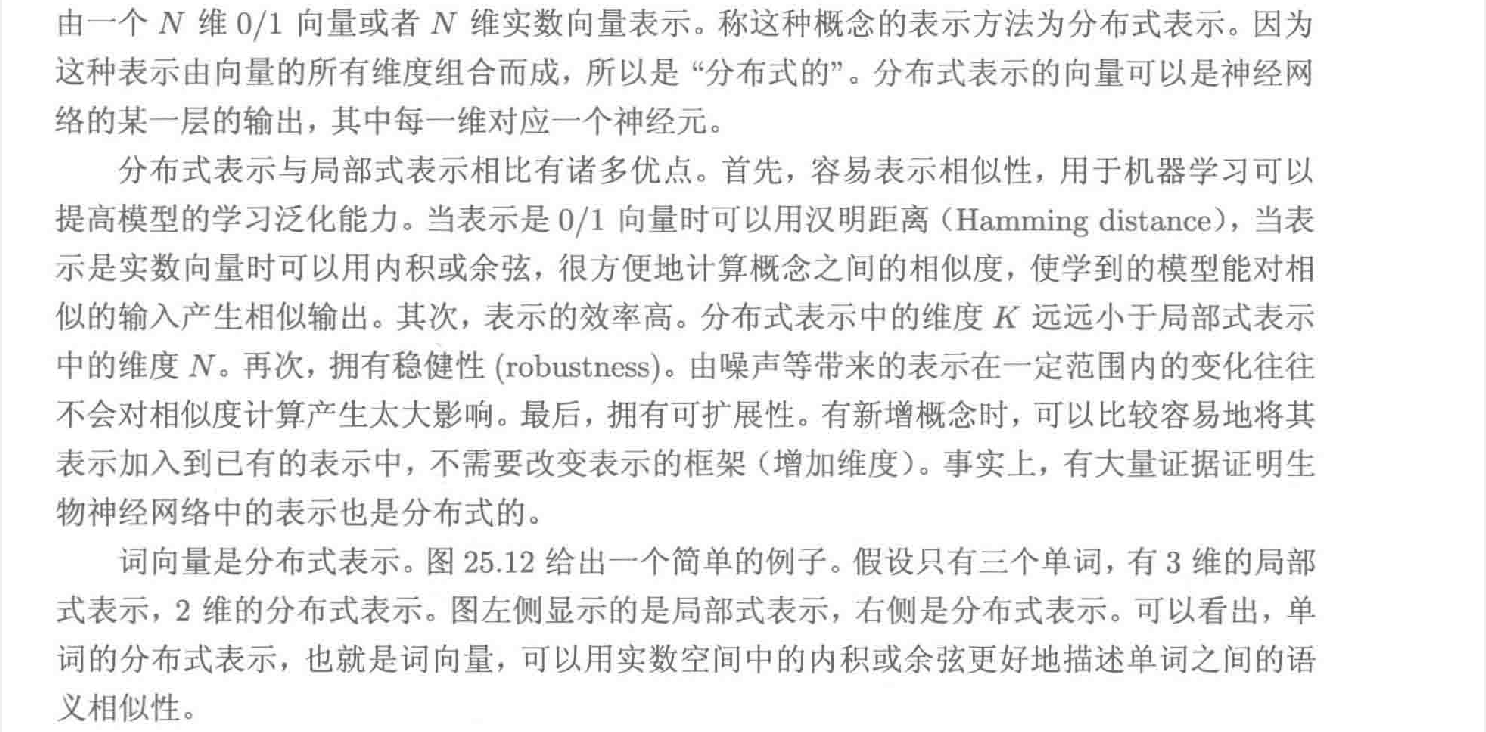 由一个 N 维 0/1 向量或者 N 维实数向量表示。称这种概念的表示方法为分布式表示。因为
这种表示由向量的所有维度组合而成，所以是“分布式的”。分布式表示的向量可以是神经网
络的某一层的输出，其中每一维对应一个神经元。
分布式表示与局部式表示相比有诸多优点。首先，容易表示相似性，用于机器学习可以
提高模型的学习泛化能力。当表示是 0/1 向量时可以用汉明距离（Hamming distance），当表
示是实数向量时可以用内积或余弦，很方便地计算概念之间的相似度，使学到的模型能对相
似的输入产生相似输出。其次，表示的效率高。分布式表示中的维度 K 远远小于局部式表示
中的维度 N。再次，拥有稳健性 (robustness)。由噪声等带来的表示在一定范围内的变化往往
不会对相似度计算产生太大影响。最后，拥有可扩展性。有新增概念时，可以比较容易地将其
表示加入到已有的表示中，不需要改变表示的框架（增加维度）。事实上，有大量证据证明生
物神经网络中的表示也是分布式的。
词向量是分布式表示。图 25.12 给出一个简单的例子。假设只有三个单词，有 3 维的局部
式表示，2 维的分布式表示。图左侧显示的是局部式表示，右侧是分布式表示。可以看出，单
词的分布式表示，也就是词向量，可以用实数空间中的内积或余弦更好地描述单词之间的语
义相似性。